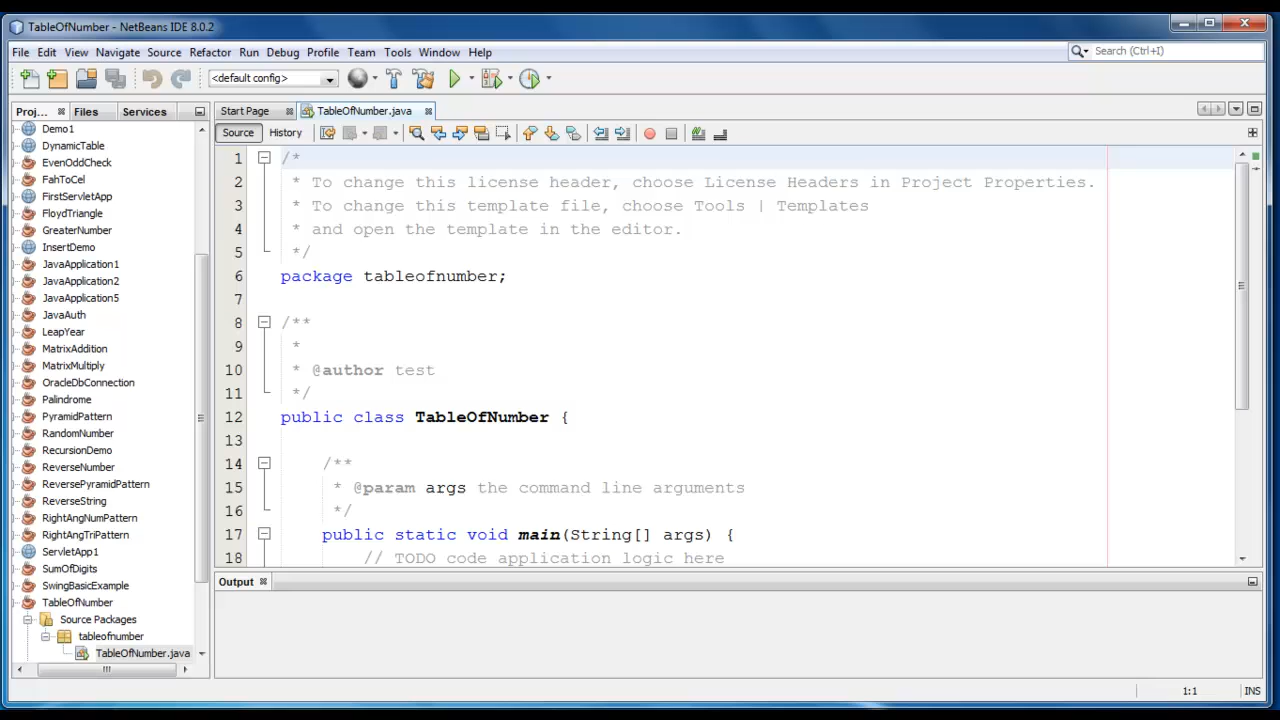 TableOfNumber - NetBeans IDE 8.0.2
File Edit View Navigate Source Refactor Run Debug Profile Team Tools Window Help
Search (Ctrl+I)
<default config>
Proj... Files Services
Start Page TableOfNumber.java
Source History
Demo1
DynamicTable
EvenOddCheck
FahToCel
FirstServletApp
FloydTriangle
GreaterNumber
InsertDemo
JavaApplication1
JavaApplication2
JavaApplication5
JavaAuth
LeapYear
MatrixAddition
MatrixMultiply
OracleDbConnection
Palindrome
PyramidPattern
RandomNumber
RecursionDemo
ReverseNumber
ReversePyramidPattern
ReverseString
RightAngNumPattern
RightAngTriPattern
ServletApp1
SumOfDigits
SwingBasicExample
TableOfNumber
Source Packages
tableofnumber
TableOfNumber.java
1 /*
2 * To change this license header, choose License Headers in Project Properties.
3 * To change this template file, choose Tools | Templates
4 * and open the template in the editor.
5 */
6 package tableofnumber;
7
8 /**
9 *
10 * @author test
11 */
12 public class TableOfNumber {
13
14 /**
15 * @param args the command line arguments
16 */
17 public static void main(String[] args) {
18 // TODO code application logic here
Output
1:1 INS